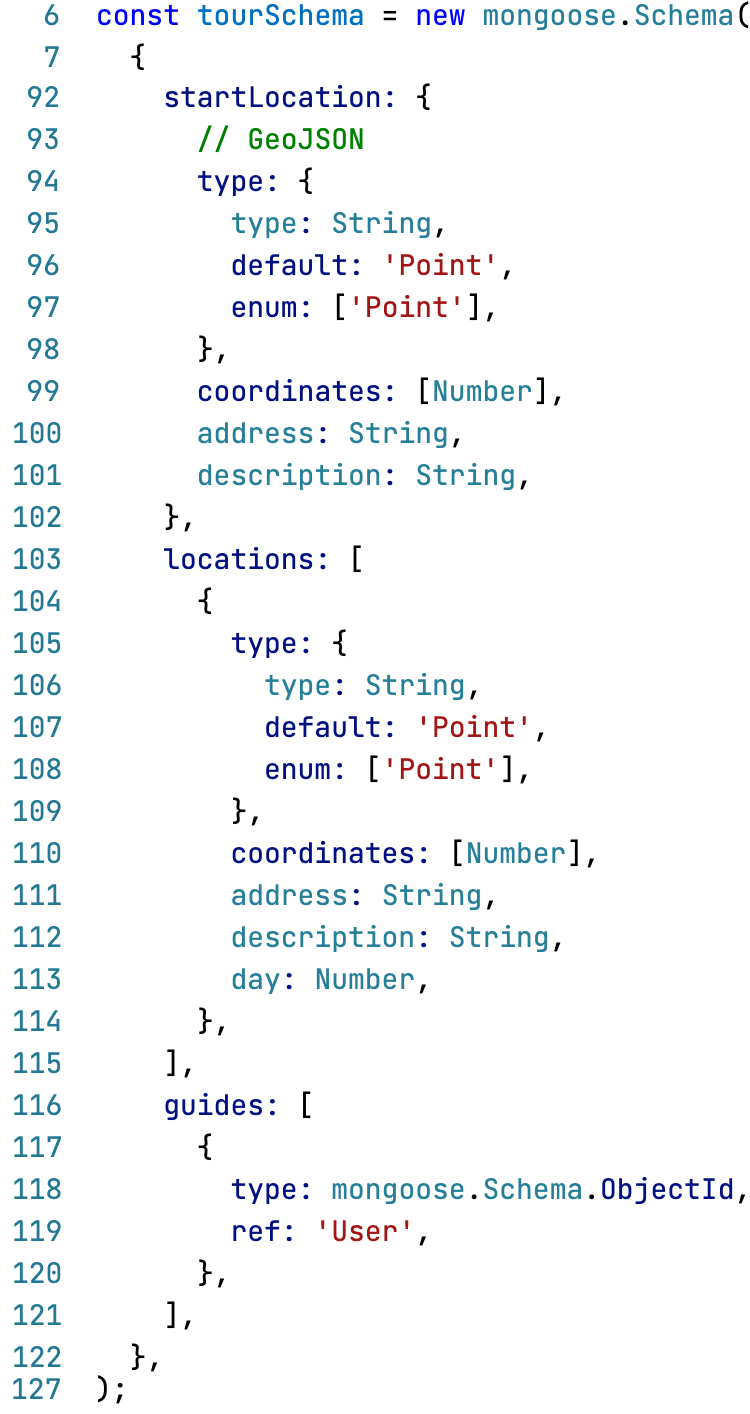 6 const tourSchema = new mongoose.Schema(
7 {
92 startLocation: {
93 // GeoJSON
94 type: {
95 type: String,
96 default: 'Point',
97 enum: ['Point'],
98 },
99 coordinates: [Number],
100 address: String,
101 description: String,
102 },
103 locations: [
104 {
105 type: {
106 type: String,
107 default: 'Point',
108 enum: ['Point'],
109 },
110 coordinates: [Number],
111 address: String,
112 description: String,
113 day: Number,
114 },
115 ],
116 guides: [
117 {
118 type: mongoose.Schema.ObjectId,
119 ref: 'User',
120 },
121 ],
122 },
127 );